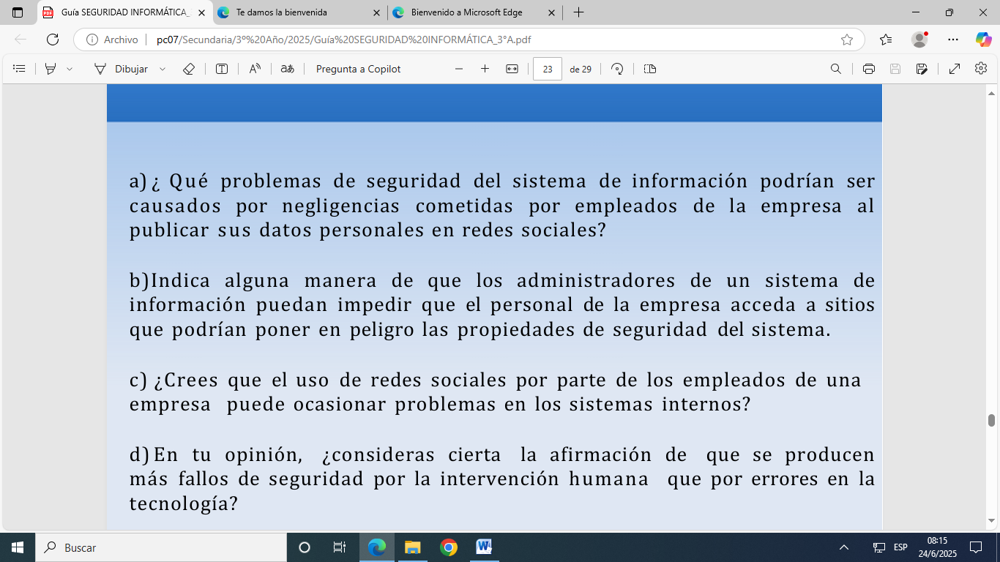 Guía SEGURIDAD INFORMÁTICA_
Te damos la bienvenida
Bienvenido a Microsoft Edge
Archivo
pc07/Secundaria/3º%20Año/2025/Guía%20SEGURIDAD%20INFORMÁTICA_3°A.pdf
Dibujar
aあ
Pregunta a Copilot
23
de 29
a) ¿ Qué problemas de seguridad del sistema de información podrían ser
causados por negligencias cometidas por empleados de la empresa al
publicar sus datos personales en redes sociales?
b)Indica alguna manera de que los administradores de un sistema de
información puedan impedir que el personal de la empresa acceda a sitios
que podrían poner en peligro las propiedades de seguridad del sistema.
c) ¿Crees que el uso de redes sociales por parte de los empleados de una
empresa puede ocasionar problemas en los sistemas internos?
d) En tu opinión, ¿consideras cierta la afirmación de que se producen
más fallos de seguridad por la intervención humana que por errores en la
tecnología?
Buscar
ESP
08:15
24/6/2025